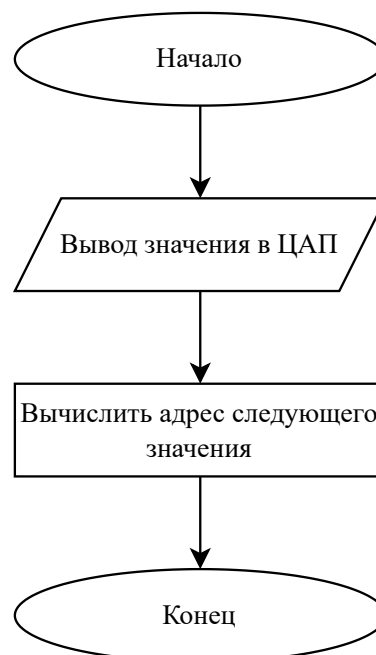 Начало
Вывод значения в ЦАП
Вычислить адрес следующего
значения
Конец